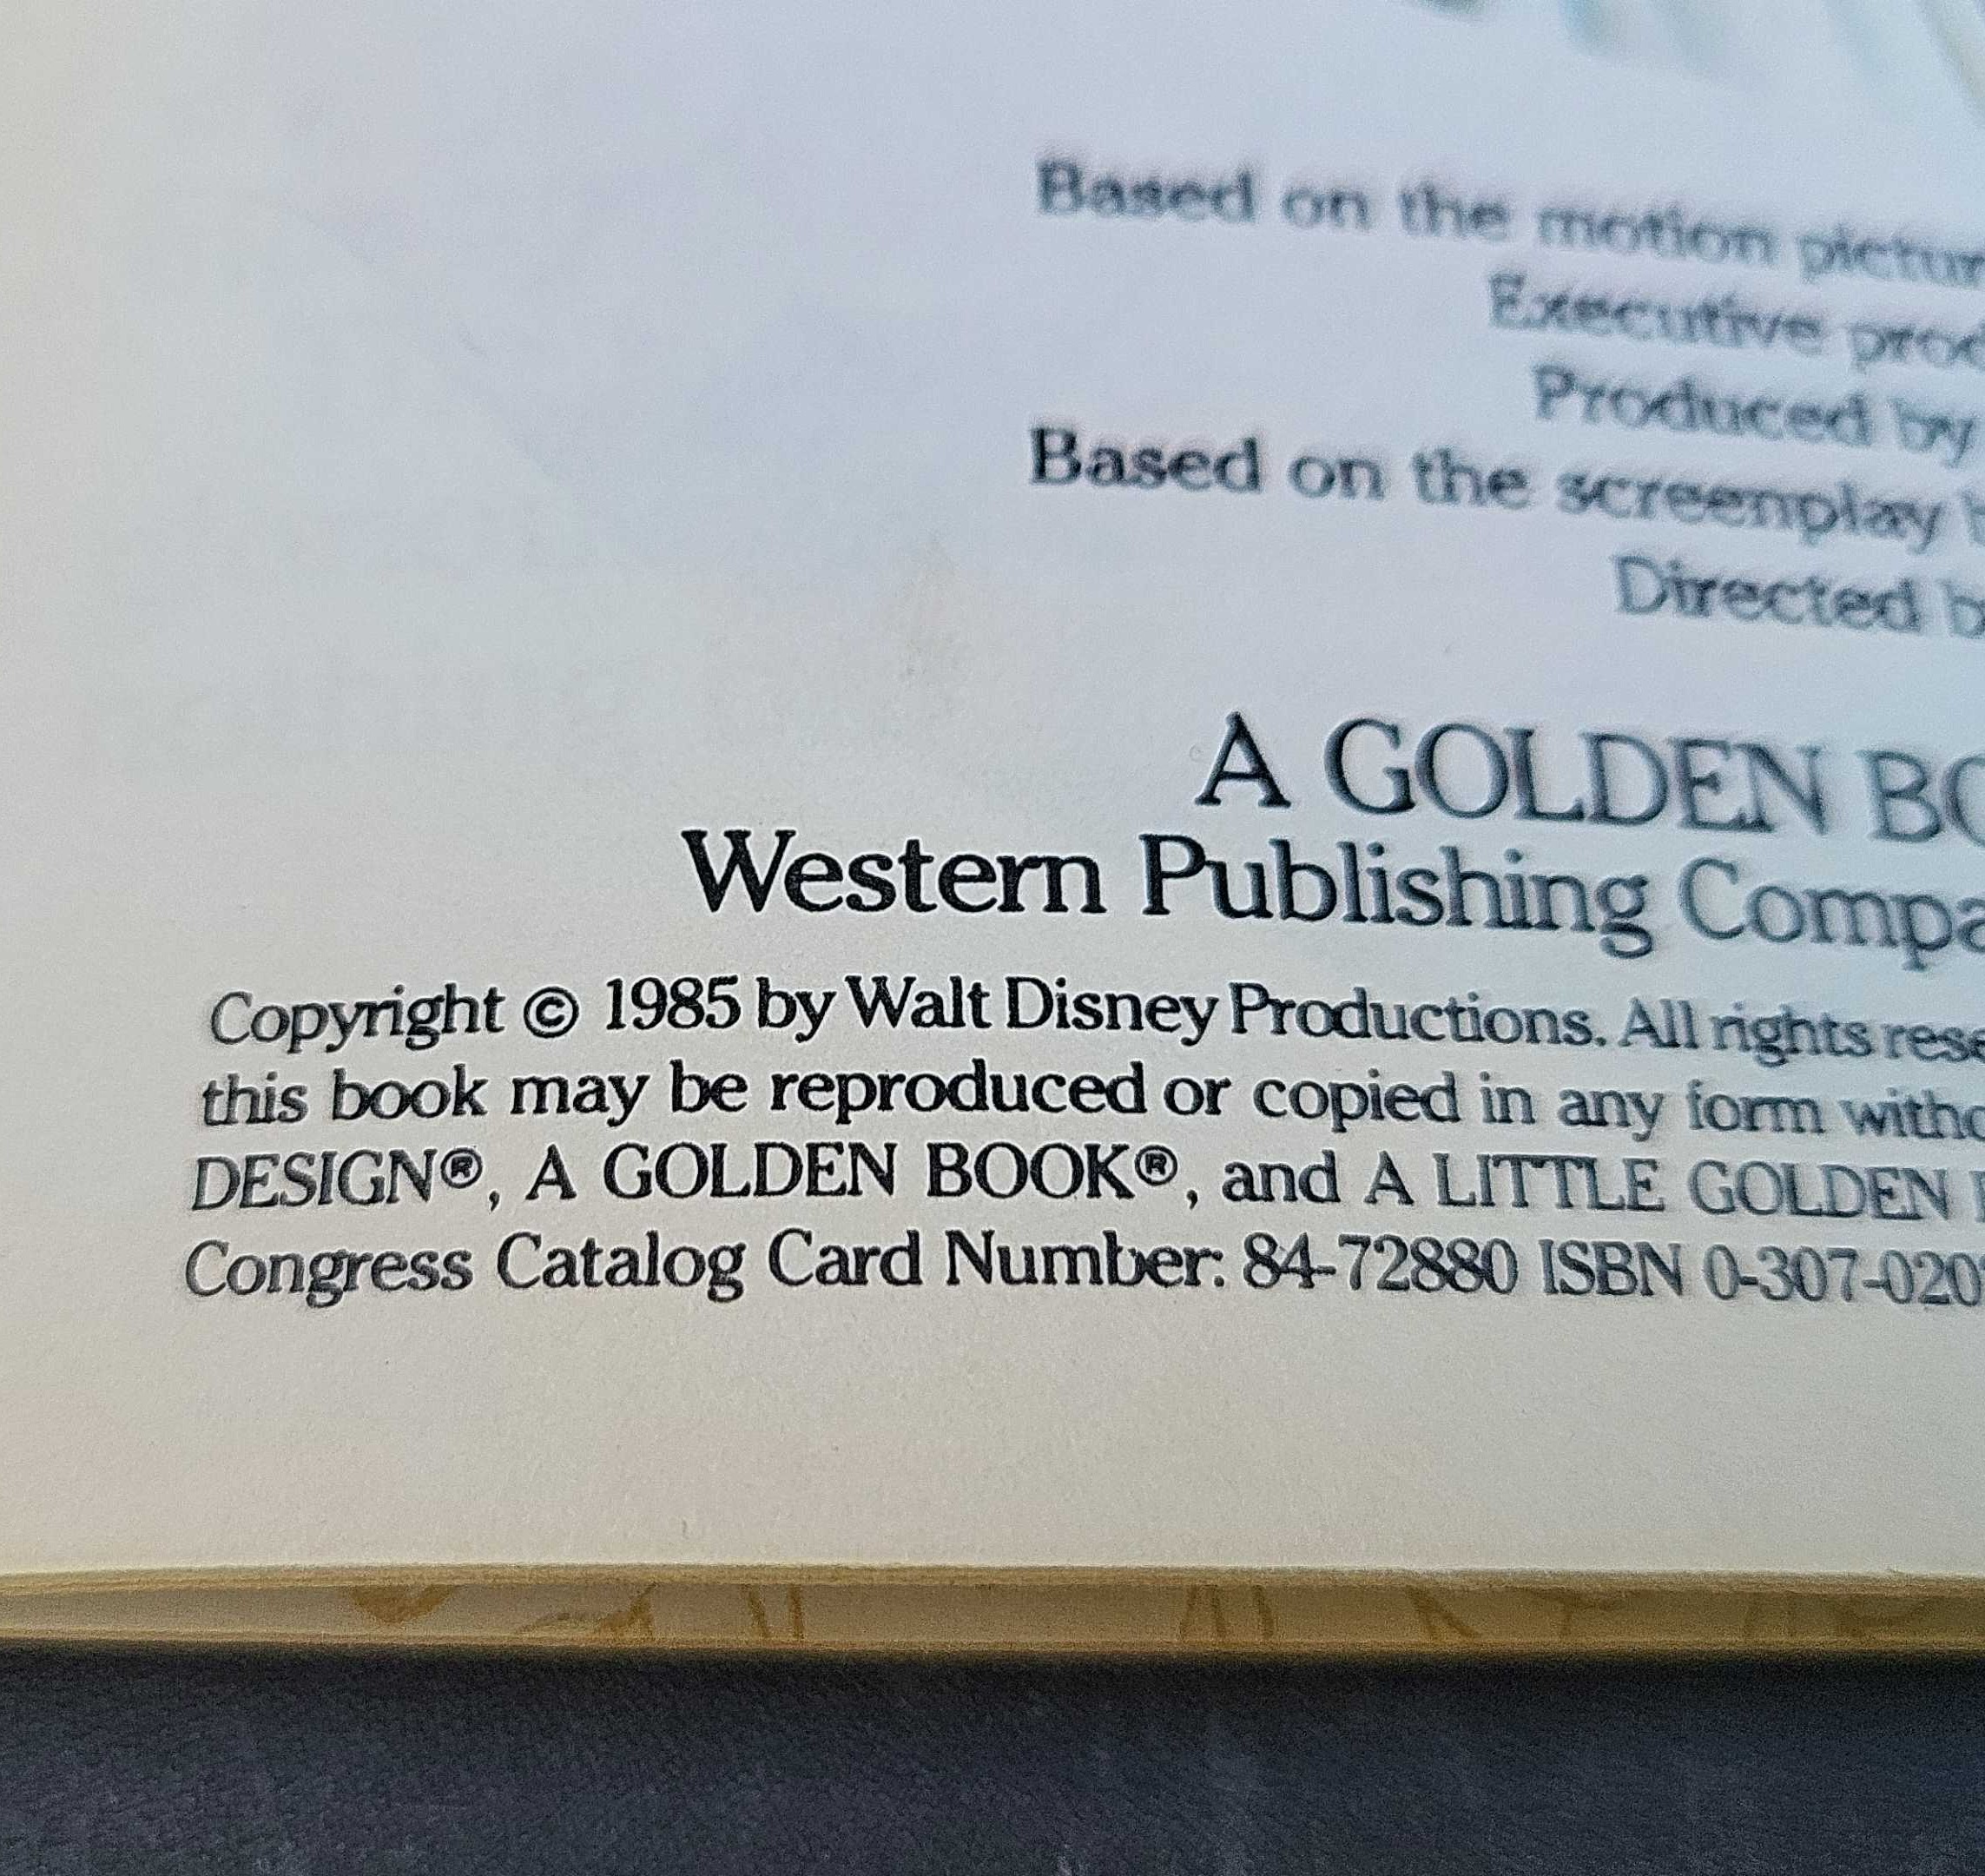 Based on the motion pictur
Executive prod
Produced by
Based on the screenplay b
Directed b
A GOLDEN BO
Western Publishing Compa
Copyright © 1985 by Walt Disney Productions. All rights rese
this book may be reproduced or copied in any form witho
DESIGN®, A GOLDEN BOOK®, and A LITTLE GOLDEN
Congress Catalog Card Number: 84-72880 ISBN 0-307-020